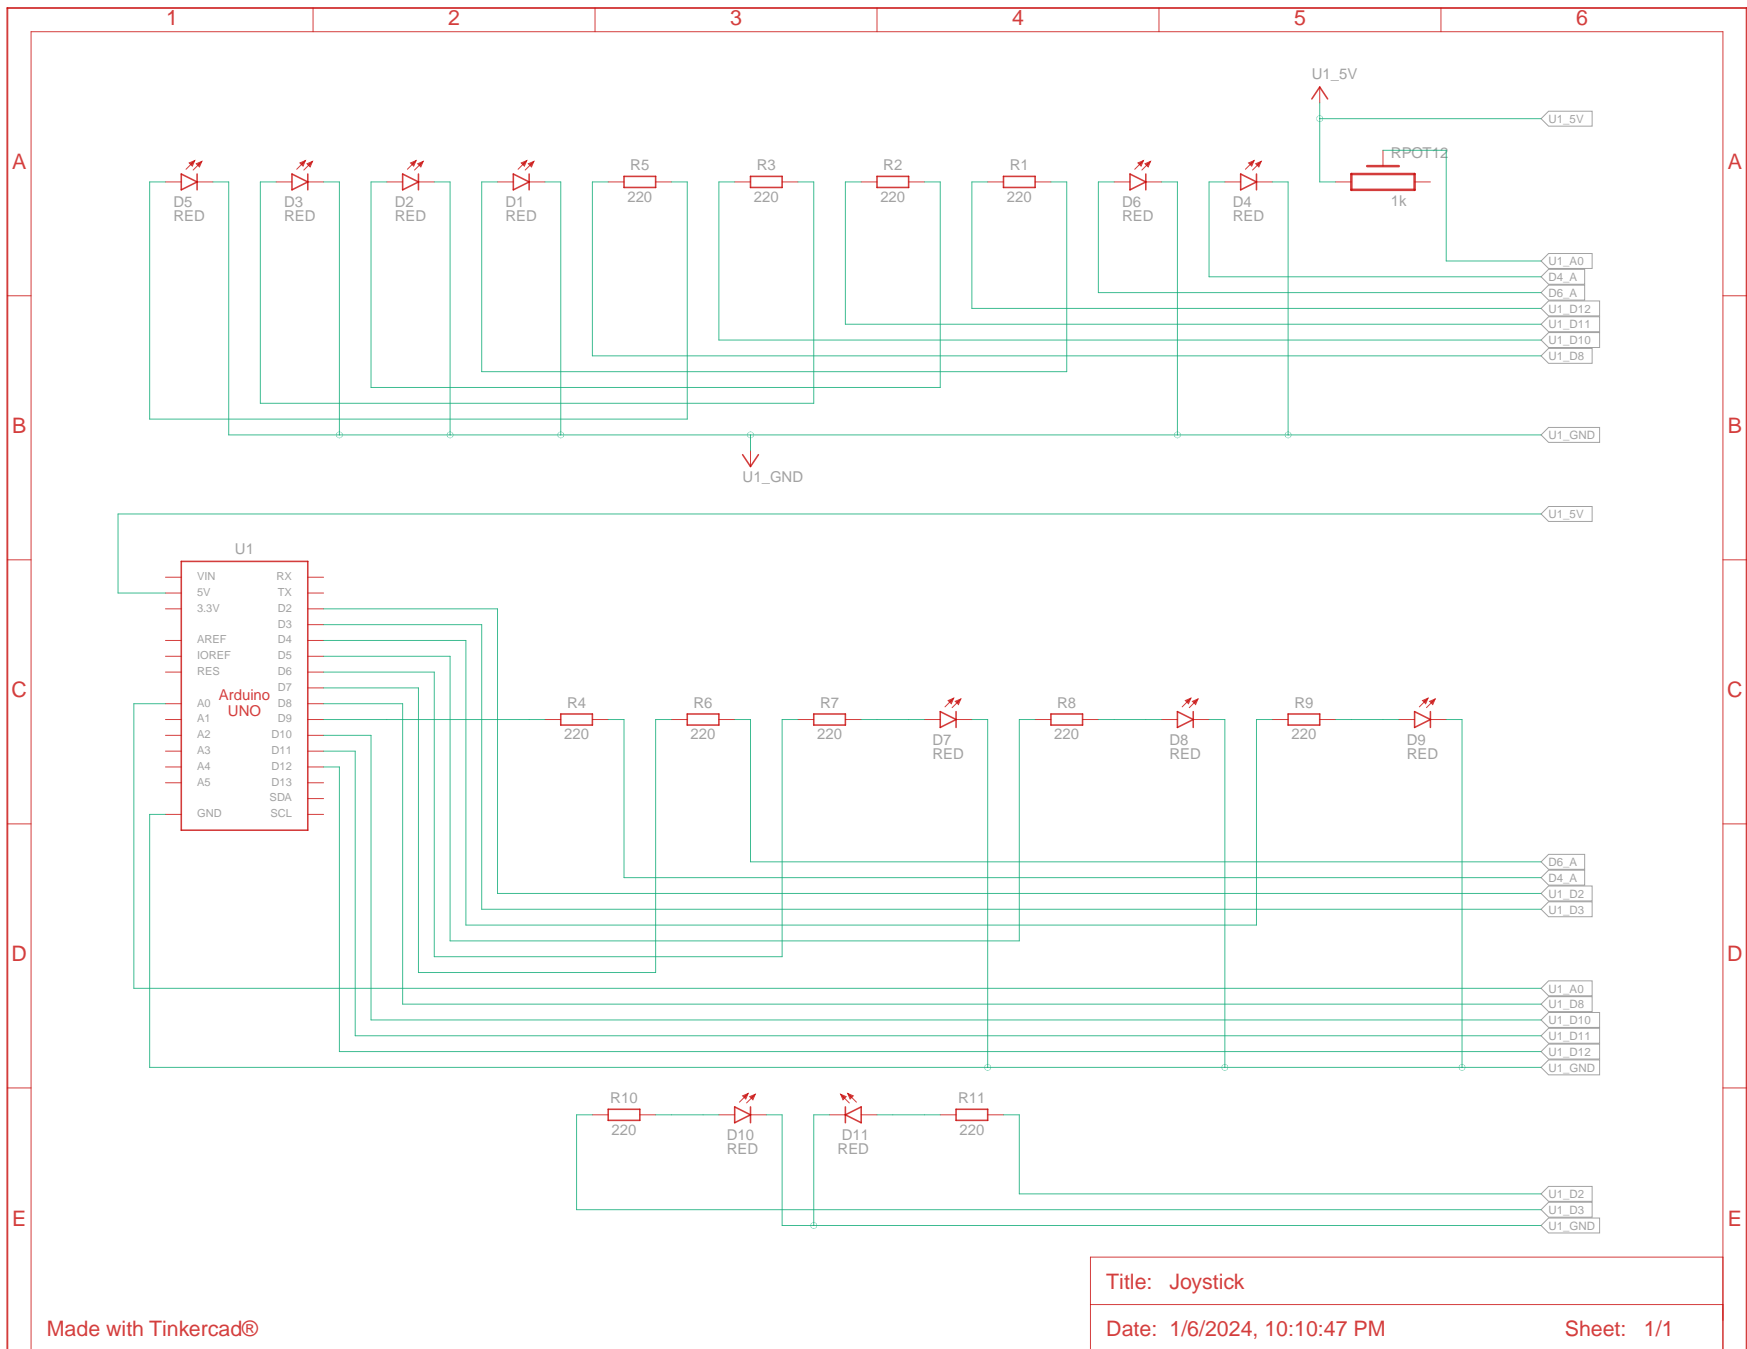 1 2 3 4 5 6
U1_5V
U1_5V
A A
R5 R3 R2 R1 RPOT12
220 220 220 220 1k
D5 D3 D2 D1 D6 D4
RED RED RED RED RED RED
U1_A0
D4_A
D6_A
U1_D12
U1_D11
U1_D10
U1_D8
B B
U1_GND
U1_GND
U1_5V
U1
VIN RX
5V TX
3.3V D2
D3
AREF D4
IOREF D5
RES D6
D7
A0 D8
A1 D9
A2 D10
A3 D11
A4 D12
A5 D13
SDA
GND SCL
Arduino
UNO
C C
R4 R6 R7 R8 R9
220 220 220 220 220
D7 D8 D9
RED RED RED
D6_A
D4_A
U1_D2
U1_D3
D D
U1_A0
U1_D8
U1_D10
U1_D11
U1_D12
U1_GND
R10 R11
220 220
D10 D11
RED RED
U1_D2
U1_D3
U1_GND
E E
Title: Joystick
Made with Tinkercad®
Date: 1/6/2024, 10:10:47 PM Sheet: 1/1